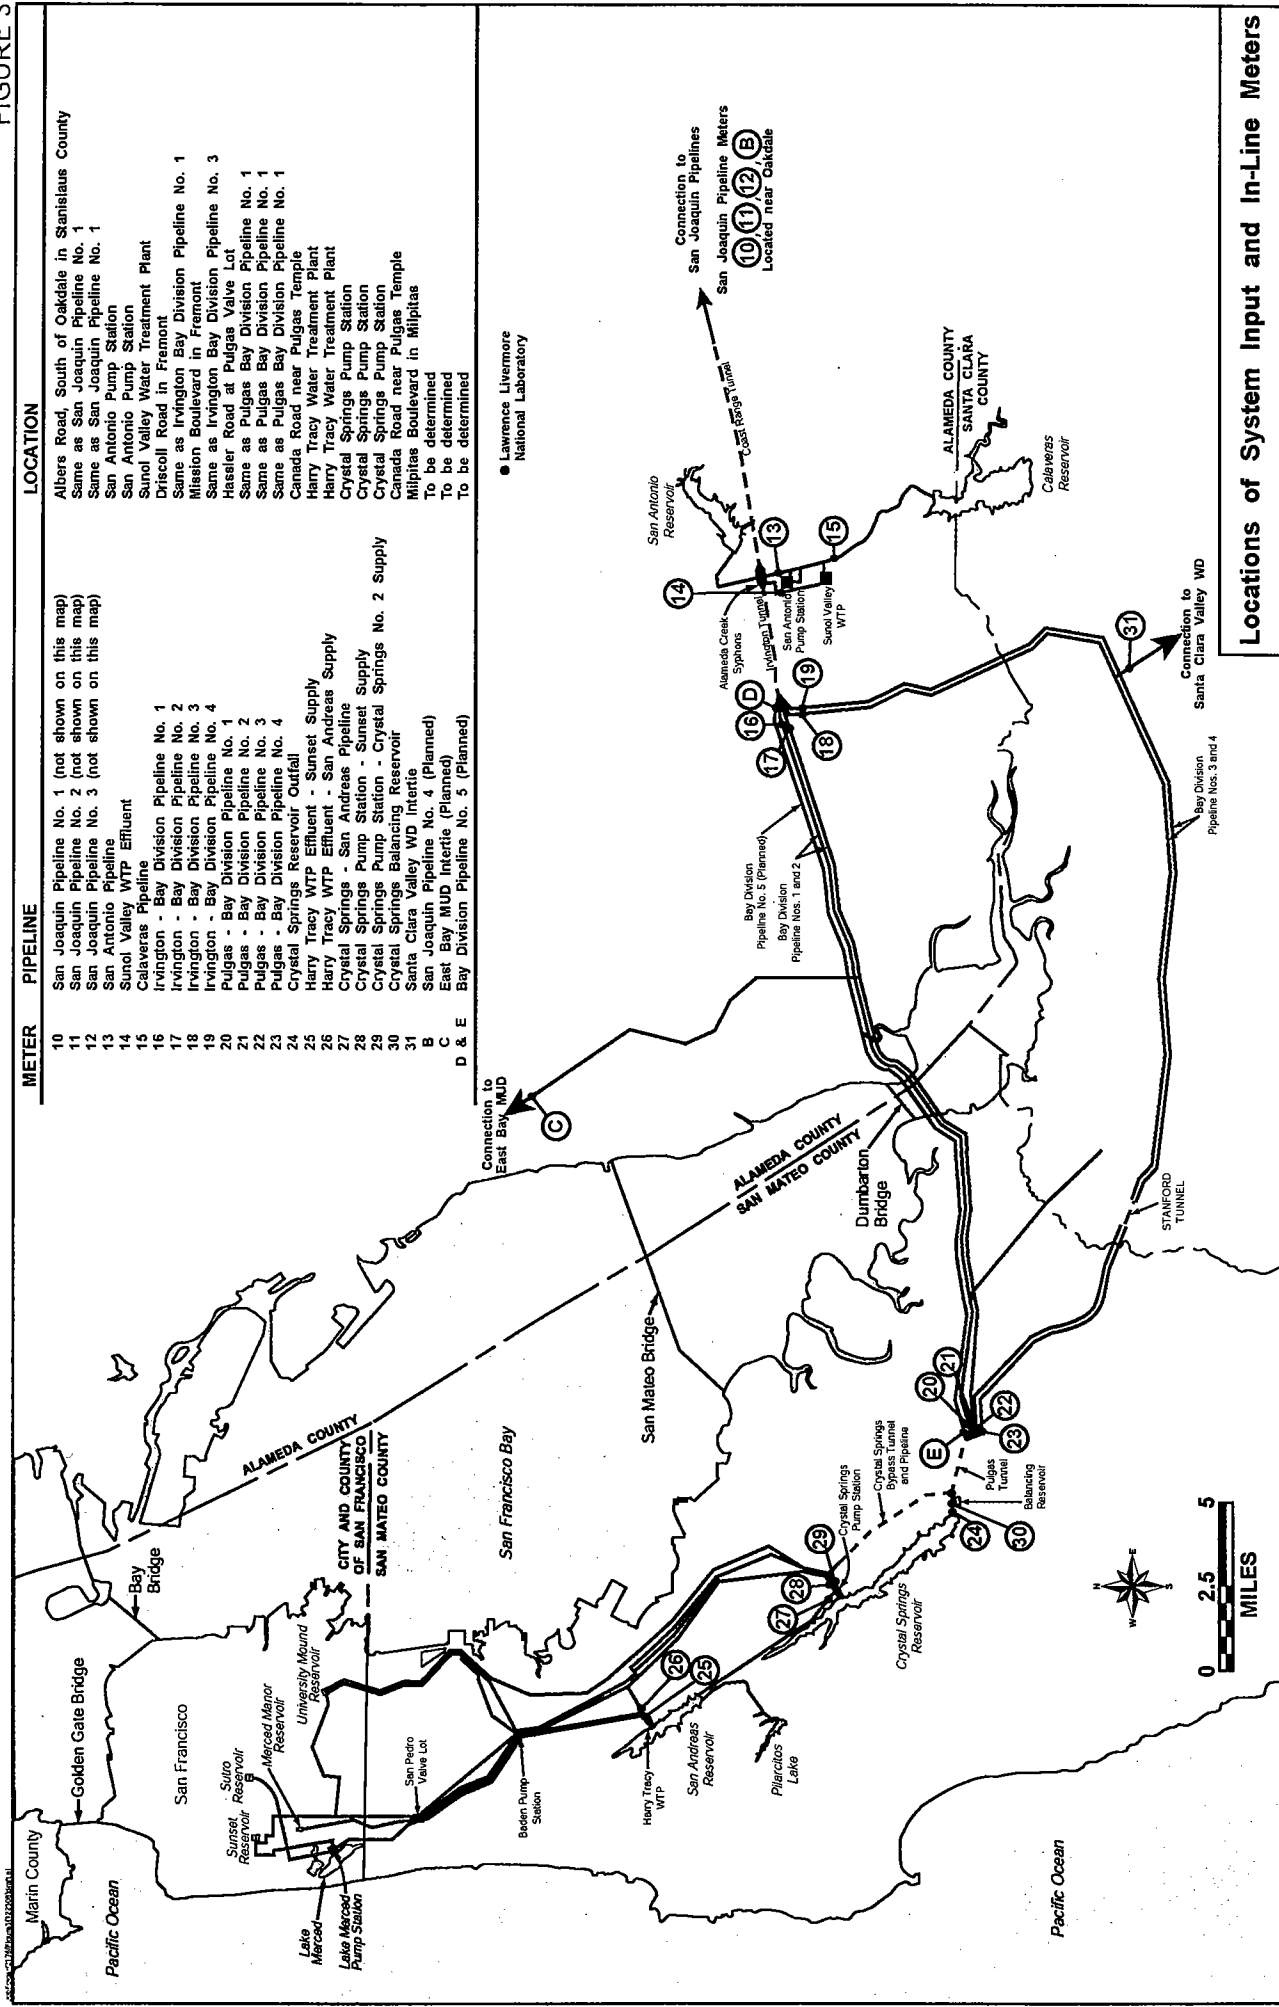 FIGURE 3
METER PIPELINE LOCATION
10 San Joaquin Pipeline No. 1 (not shown on this map) Albers Road, South of Oakdale in Stanislaus County
11 San Joaquin Pipeline No. 2 (not shown on this map) Same as San Joaquin Pipeline No. 1
12 San Joaquin Pipeline No. 3 (not shown on this map) Same as San Joaquin Pipeline No. 1
13 San Antonio Pipeline San Antonio Pump Station
14 Sunol Valley WTP Effluent San Antonio Pump Station
15 Calaveras Pipeline Sunol Valley Water Treatment Plant
16 Irvington - Bay Division Pipeline No. 1 Driscoll Road in Fremont
17 Irvington - Bay Division Pipeline No. 2 Same as Irvington Bay Division Pipeline No. 1
18 Irvington - Bay Division Pipeline No. 3 Mission Boulevard in Fremont
19 Irvington - Bay Division Pipeline No. 4 Same as Irvington Bay Division Pipeline No. 3
20 Pulgas - Bay Division Pipeline No. 1 Hassler Road at Pulgas Valve Lot
21 Pulgas - Bay Division Pipeline No. 2 Same as Pulgas Bay Division Pipeline No. 1
22 Pulgas - Bay Division Pipeline No. 3 Same as Pulgas Bay Division Pipeline No. 1
23 Pulgas - Bay Division Pipeline No. 4 Same as Pulgas Bay Division Pipeline No. 1
24 Crystal Springs Reservoir Outfall Canada Road near Pulgas Temple
25 Harry Tracy WTP Effluent - Sunset Supply Harry Tracy Water Treatment Plant
26 Harry Tracy WTP Effluent - San Andreas Supply Harry Tracy Water Treatment Plant
27 Crystal Springs - San Andreas Pipeline Crystal Springs Pump Station
28 Crystal Springs Pump Station - Sunset Supply Crystal Springs Pump Station
29 Crystal Springs Pump Station - Crystal Springs No. 2 Supply Crystal Springs Pump Station
30 Crystal Springs Balancing Reservoir Canada Road near Pulgas Temple
31 Santa Clara Valley WD Intertie Milpitas Boulevard in Milpitas
B San Joaquin Pipeline No. 4 (Planned) To be determined
C East Bay MUD Intertie (Planned) To be determined
D & E Bay Division Pipeline No. 5 (Planned) To be determined
Marin County
Golden Gate Bridge
Pacific Ocean
Bay
Bridge
San Francisco
Sunset
Reservoir
Sutro
Reservoir
Merced Manor
Reservoir
University Mound
Reservoir
Lake
Merced
Lake Merced
Pump Station
San Pedro
Valve Lot
ALAMEDA COUNTY
CITY AND COUNTY
OF SAN FRANCISCO
SAN MATEO COUNTY
San Francisco Bay
Baden Pump
Station
Harry Tracy
WTP
San Andreas
Reservoir
Pilarcitos
Lake
26
25
27
28
29
Crystal Springs
Pump Station
Crystal Springs
Bypass Tunnel
and Pipeline
Crystal Springs
Reservoir
San Mateo Bridge
Connection to
East Bay MUD
C
ALAMEDA COUNTY
SAN MATEO COUNTY
Dumbarton
Bridge
20
21
E
22
23
Pulgas
Tunnel
Balancing
Reservoir
24
30
STANFORD
TUNNEL
Bay Division
Pipeline No. 5 (Planned)
Bay Division
Pipeline Nos. 1 and 2
Bay Division
Pipeline Nos. 3 and 4
Lawrence Livermore
National Laboratory
San Antonio
Reservoir
14
13
15
Alameda Creek
Syphons
Irvington Tunnel
San Antonio
Pump Station
Sunol Valley
WTP
16
D
17
18
19
Coast Range Tunnel
Connection to
San Joaquin Pipelines
San Joaquin Pipeline Meters
10, 11, 12, B
Located near Oakdale
ALAMEDA COUNTY
SANTA CLARA
COUNTY
Calaveras
Reservoir
31
Connection to
Santa Clara Valley WD
Pacific Ocean
N
W E
S
0 2.5 5
MILES
Locations of System Input and In-Line Meters